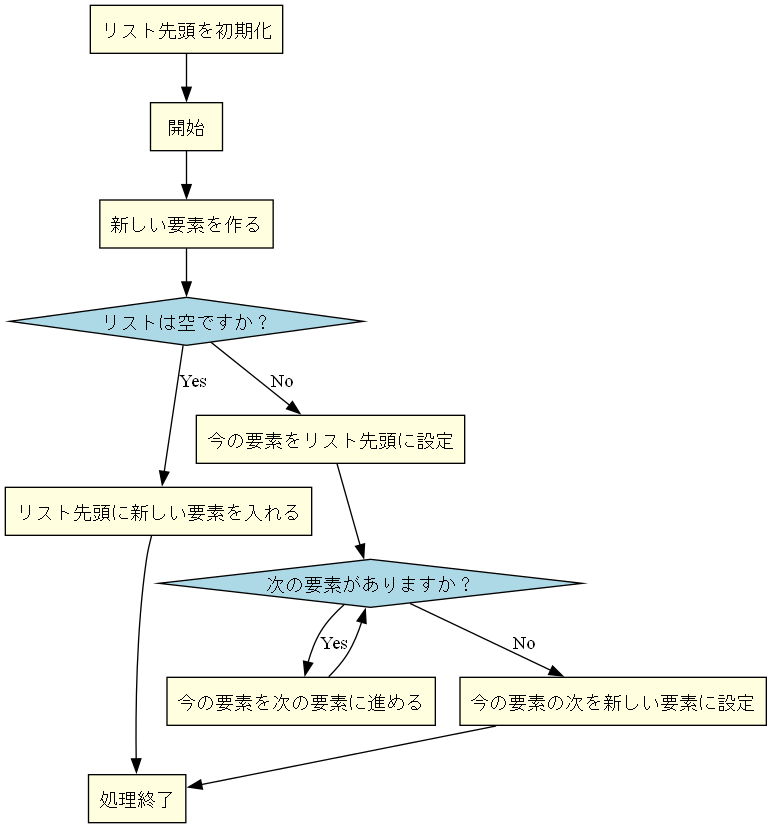 リスト先頭を初期化
開始
新しい要素を作る
リストは空ですか？
Yes
No
今の要素をリスト先頭に設定
リスト先頭に新しい要素を入れる
次の要素がありますか？
Yes
No
今の要素を次の要素に進める
今の要素の次を新しい要素に設定
処理終了